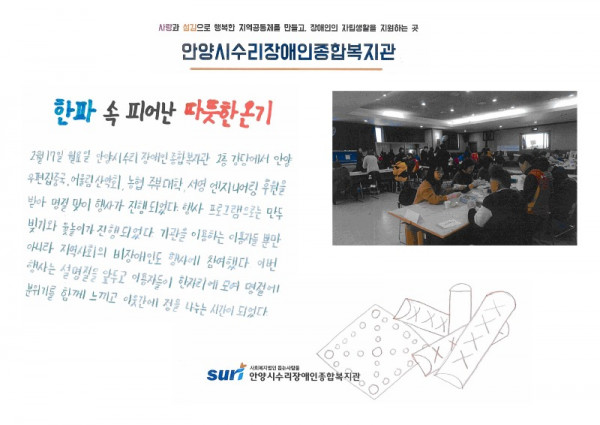 사랑과 섬김으로 행복한 지역공동체를 만들고, 장애인의 자립생활을 지원하는 곳
안양시수리장애인종합복지관
한파 속 피어난 따뜻한 온기
2월 17일 월요일 안양시수리 장애인 종합복지관 2층 강당에서 안양
우편집중국, 어울림산악회, 농협 주부대학, 서영 엔지니어링 후원을
받아 명절 맞이 행사가 진행 되었다. 행사 프로그램으로는 만두
빚기와 윷놀이가 진행 되었다. 기관을 이용하는 이용자들 뿐만
아니라 지역사회의 비장애인도 행사에 참여했다. 이번
행사는 설 명절을 앞두고 이용자들이 한자리에 모여 명절에
분위기를 함께 느끼고 이웃간에 정을 나누는 시간이 되었다.
suri 사회복지법인 돕는사람들
안양시수리장애인종합복지관